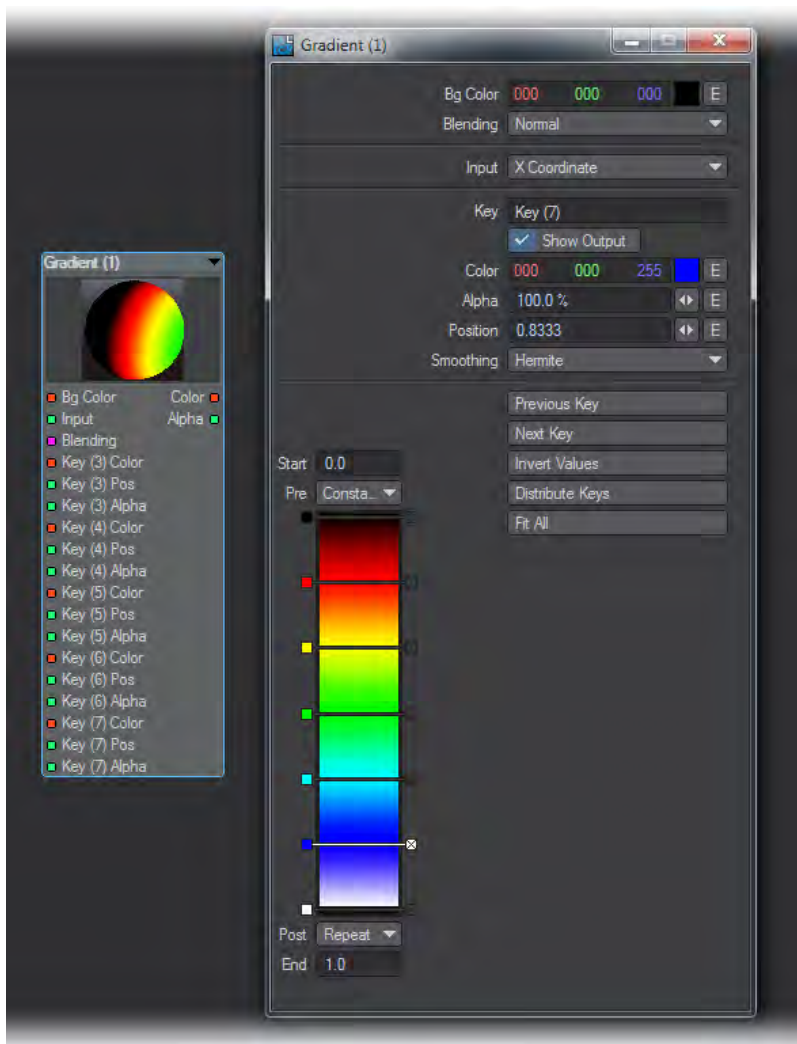 Gradient (1)
Bg Color 000 000 000 E
Blending Normal
Input X Coordinate
Key Key (7)
Show Output
Color 000 000 255 E
Alpha 100.0 % E
Position 0.8333 E
Smoothing Hermite
Previous Key
Next Key
Invert Values
Distribute Keys
Fit All
Start 0.0
Pre Consta...
Post Repeat
End 1.0
Gradient (1)
Bg Color Color
Input Alpha
Blending
Key (3) Color
Key (3) Pos
Key (3) Alpha
Key (4) Color
Key (4) Pos
Key (4) Alpha
Key (5) Color
Key (5) Pos
Key (5) Alpha
Key (6) Color
Key (6) Pos
Key (6) Alpha
Key (7) Color
Key (7) Pos
Key (7) Alpha